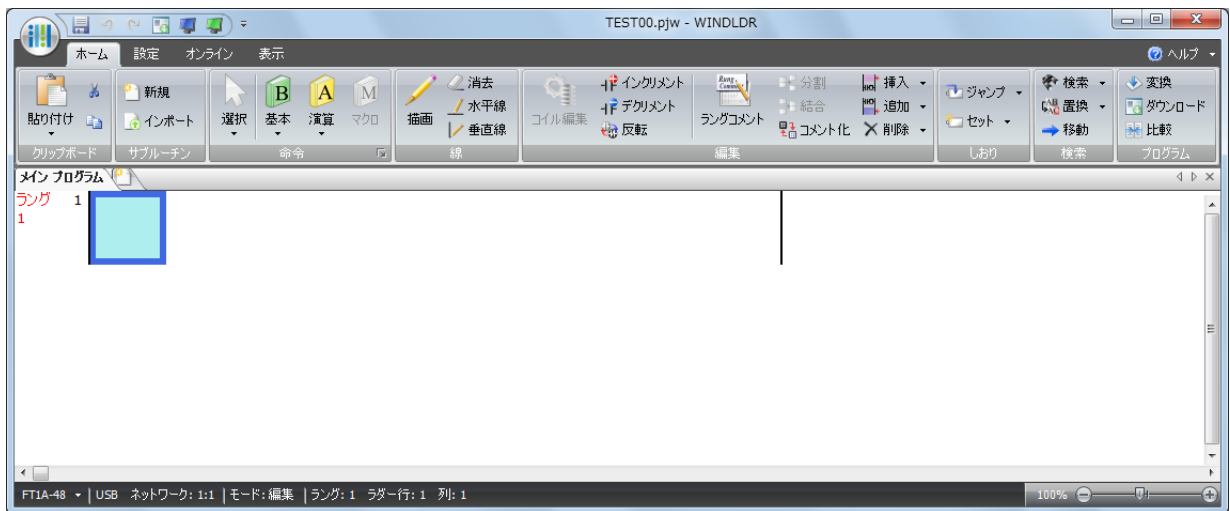 TEST00.pjw - WINDLDR
ホーム 設定 オンライン 表示 ヘルプ
貼り付け 新規 インポート 選択 B 基本 A 演算 M マクロ 描画 消去 水平線 垂直線 コイル編集 インクリメント デクリメント 反転 Rung Comment ラングコメント 分割 結合 コメント化 挿入 追加 削除 ジャンプ セット 検索 置換 移動 変換 ダウンロード 比較
クリップボード サブルーチン 命令 線 編集 しおり 検索 プログラム
メイン プログラム
ラング 1
1
FT1A-48 | USB ネットワーク: 1:1 | モード: 編集 | ラング: 1 ラダー行: 1 列: 1 100%